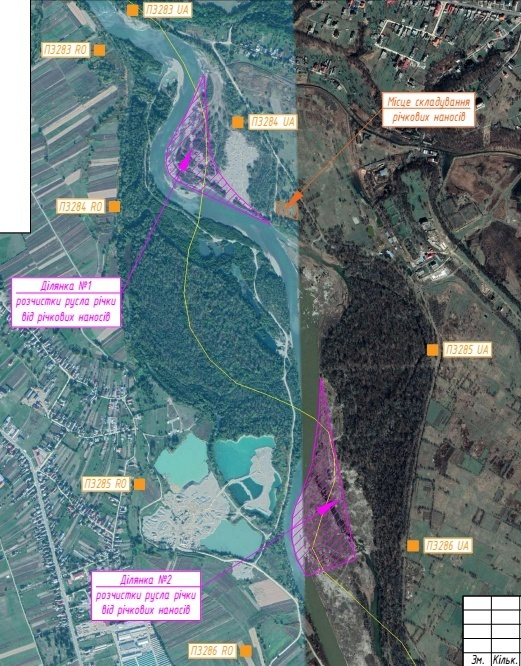 ПЗ283 UA
ПЗ283 RO
Місце складування
річкових наносів
ПЗ284 UA
ПЗ284 RO
Ділянка №1
розчистки русла річки
від річкових наносів
ПЗ285 UA
ПЗ285 RO
ПЗ286 UA
Ділянка №2
розчистки русла річки
від річкових наносів
ПЗ286 RO
Зм. Кільк.